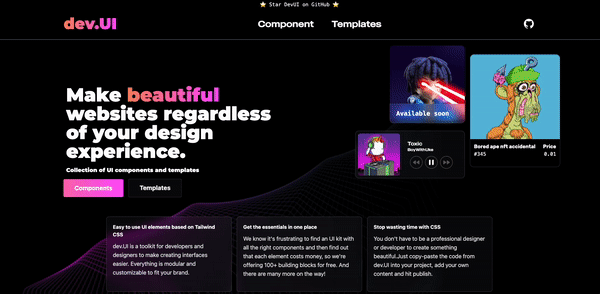 ⭐ Star DevUI on GitHub ⭐
dev.UI
Component
Templates
Make beautiful
websites regardless
of your design
experience.
Collection of UI components and templates
Components
Templates
Available soon
Bored ape nft accidental
Price
#345
0.01
Toxic
BoyWithUke
Easy to use UI elements based on Tailwind
CSS
dev.UI is a toolkit for developers and
designers to make creating interfaces
easier. Everything is modular and
customizable to fit your brand.
Get the essentials in one place
We know it's frustrating to find an UI kit with
all the right components and then find out
that each element costs money, so we're
offering 100+ building blocks for free. And
there are many more on the way!
Stop wasting time with CSS
You don't have to be a professional designer
or developer to create something
beautiful.Just copy-paste the code from
dev.UI into your project, add your own
content and hit publish.